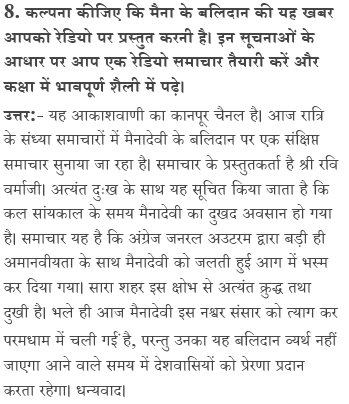 8. कल्पना कीजिए कि मैना के बलिदान की यह खबर
आपको रेडियो पर प्रस्तुत करनी है। इन सूचनाओं के
आधार पर आप एक रेडियो समाचार तैयारी करें और
कक्षा में भावपूर्ण शैली में पढ़े।
उत्तर:- यह आकाशवाणी का कानपूर चैनल है। आज रात्रि
के संध्या समाचारों में मैनादेवी के बलिदान पर एक संक्षिप्त
समाचार सुनाया जा रहा है। समाचार के प्रस्तुतकर्ता है श्री रवि
वर्माजी। अत्यंत दुःख के साथ यह सूचित किया जाता है कि
कल सांयकाल के समय मैनादेवी का दुखद अवसान हो गया
है। समाचार यह है कि अंग्रेज जनरल अउटरम द्वारा बड़ी ही
अमानवीयता के साथ मैनादेवी को जलती हुई आग में भस्म
कर दिया गया। सारा शहर इस क्षोभ से अत्यंत क्रुद्ध तथा
दुखी है। भले ही आज मैनादेवी इस नश्वर संसार को त्याग कर
परमधाम में चली गईं है, परन्तु उनका यह बलिदान व्यर्थ नहीं
जाएगा आने वाले समय में देशवासियों को प्रेरणा प्रदान
करता रहेगा। धन्यवाद।